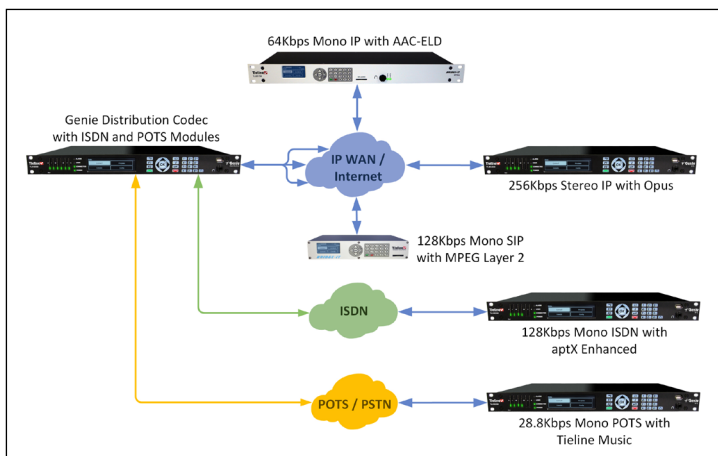 64Kbps Mono IP with AAC-ELD
Genie Distribution Codec
with ISDN and POTS Modules
IP WAN /
Internet
256Kbps Stereo IP with Opus
128Kbps Mono SIP
with MPEG Layer 2
ISDN
128Kbps Mono ISDN with
aptX Enhanced
POTS / PSTN
28.8Kbps Mono POTS with
Tieline Music